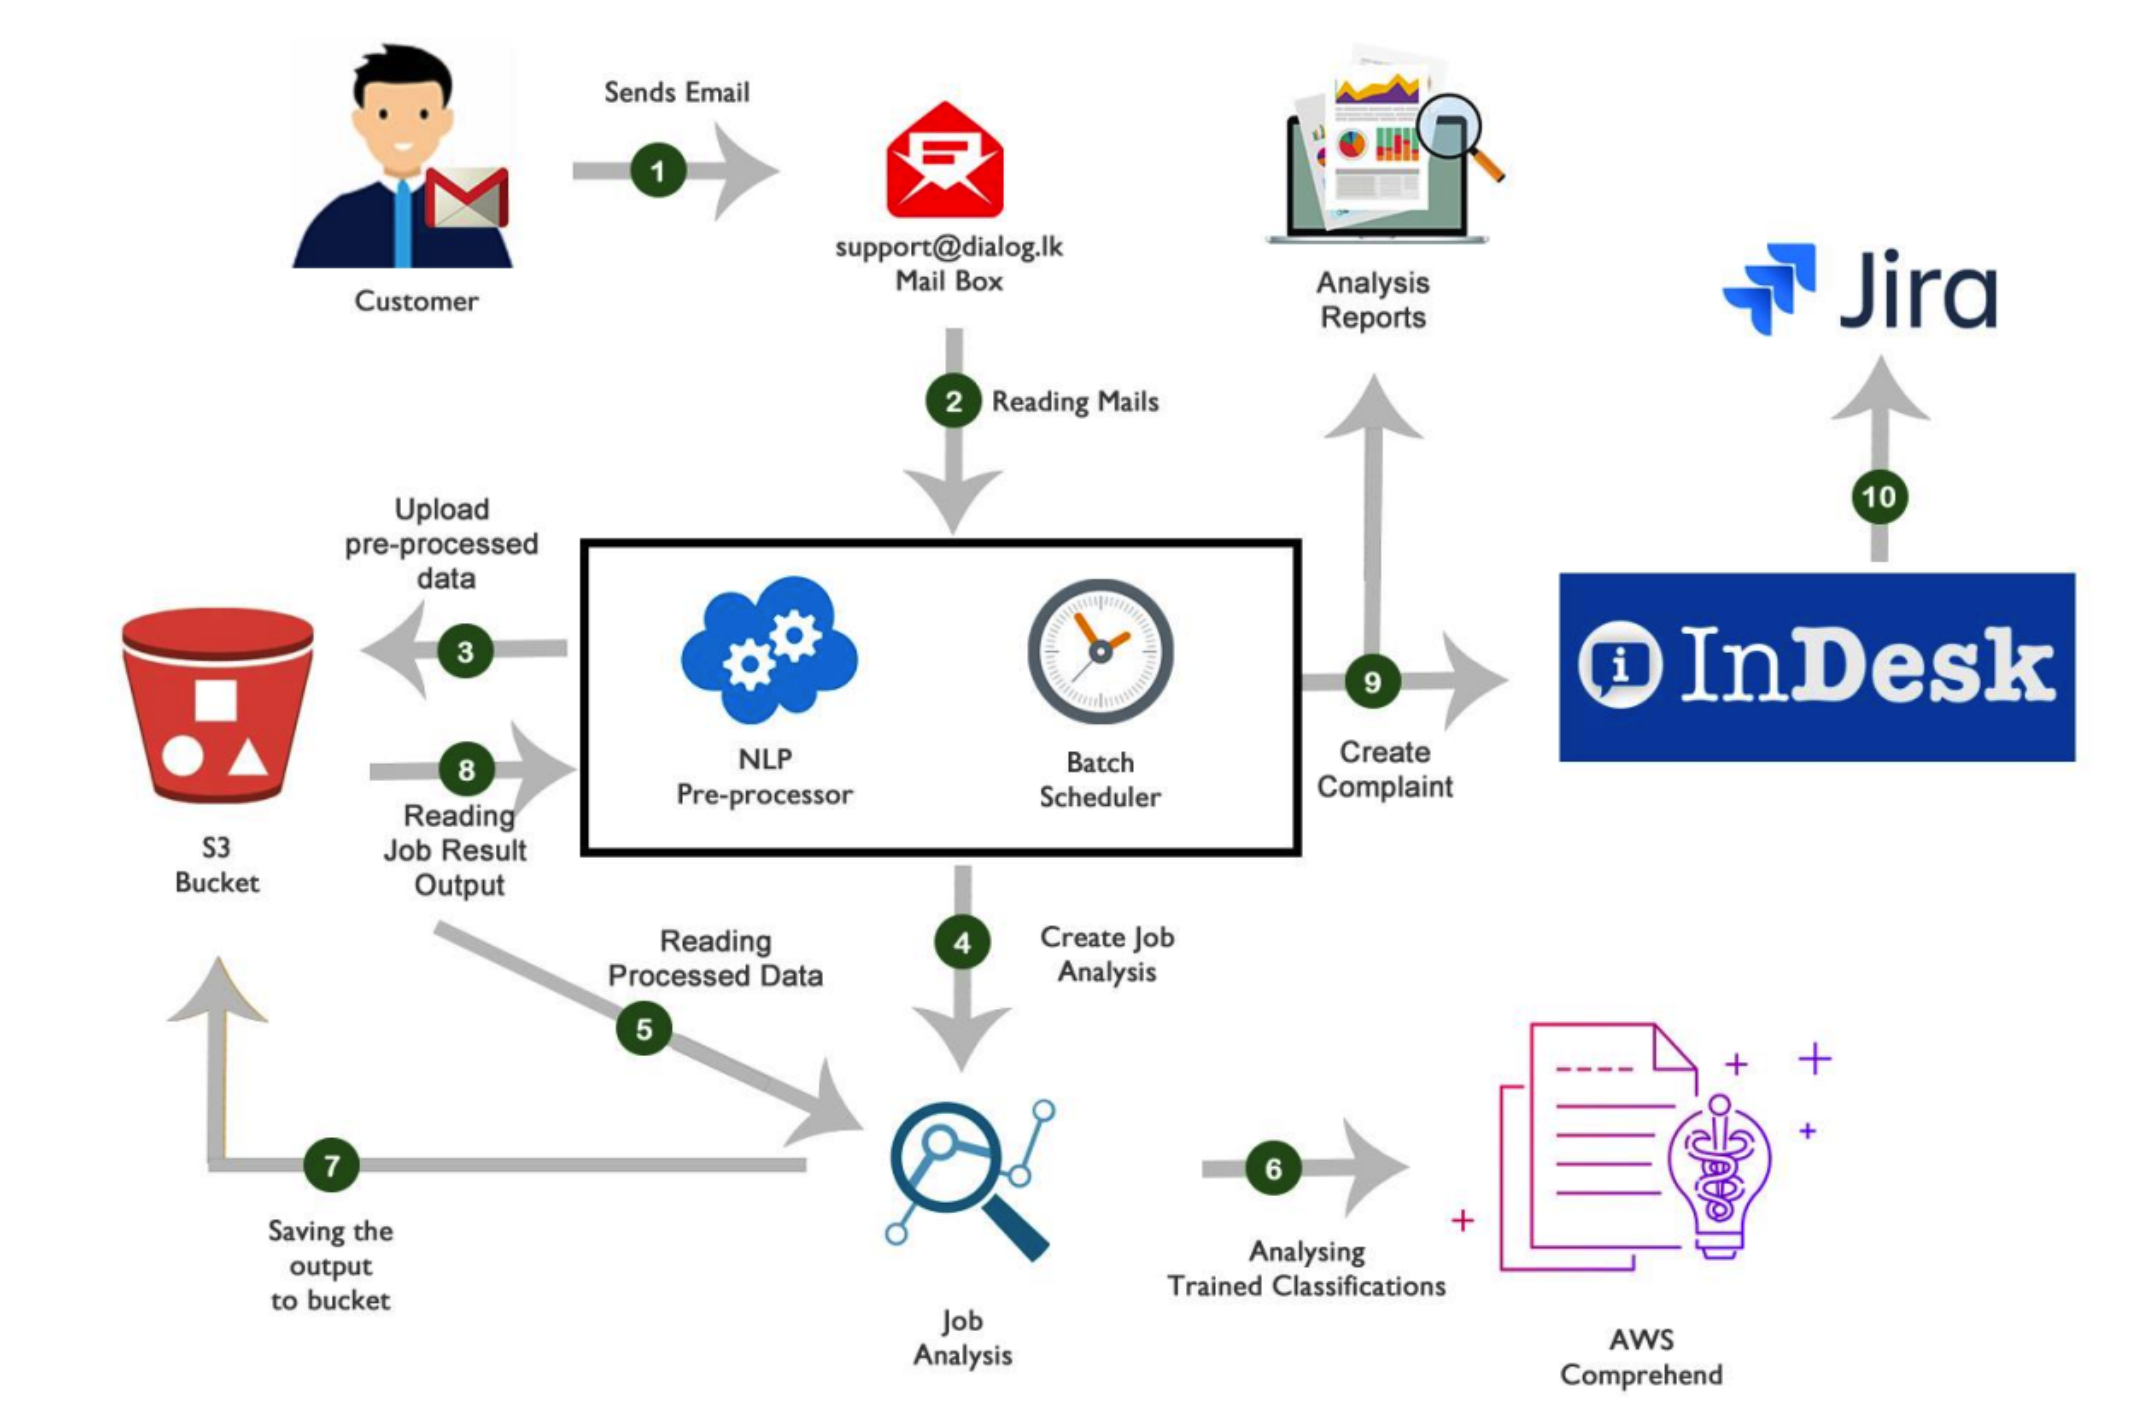 Sends Email
1
support@dialog.lk
Mail Box
Customer
Analysis
Reports
Jira
2
Reading Mails
10
Upload
pre-processed
data
3
NLP
Pre-processor
Batch
Scheduler
9
Create
Complaint
i
InDesk
8
Reading
Job Result
Output
S3
Bucket
Reading
Processed Data
5
4
Create Job
Analysis
7
Saving the
output
to bucket
6
Analysing
Trained Classifications
Job
Analysis
AWS
Comprehend